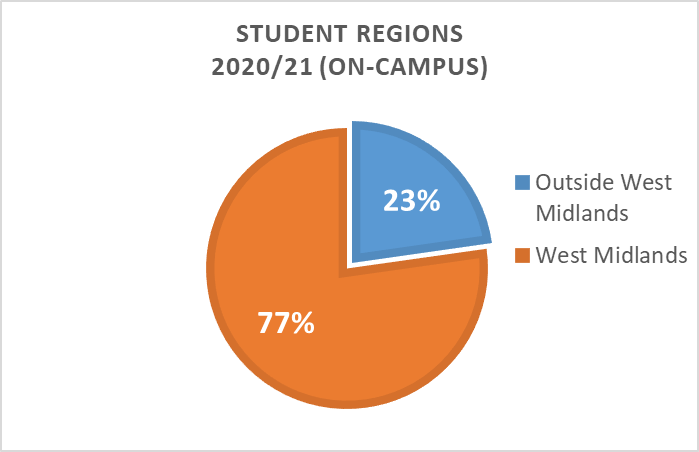 STUDENT REGIONS
2020/21 (ON-CAMPUS)
23%
77%
Outside West
Midlands
West Midlands